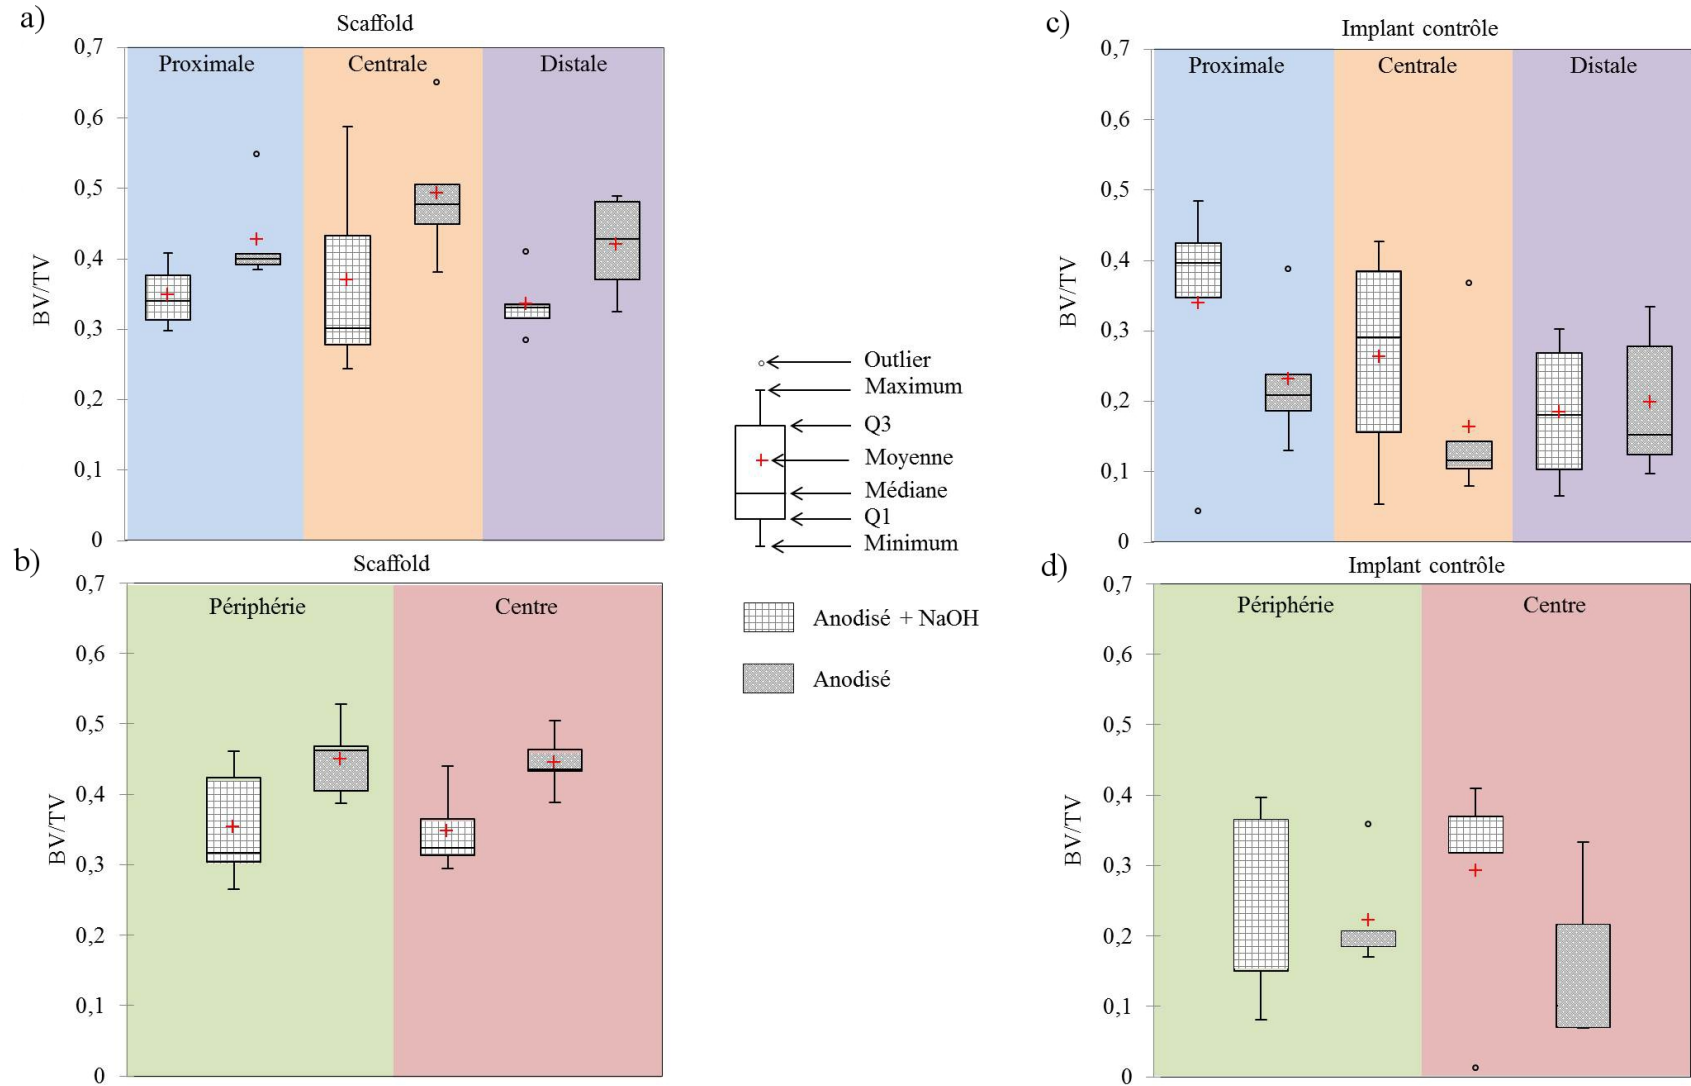 a)
Scaffold
Proximale Centrale Distale
0,7
0,6
0,5
0,4
0,3
0,2
0,1
0
BV/TV
b)
Scaffold
Périphérie Centre
0,7
0,6
0,5
0,4
0,3
0,2
0,1
0
BV/TV
Outlier
Maximum
Q3
Moyenne
Médiane
Q1
Minimum
Anodisé + NaOH
Anodisé
c)
Implant contrôle
Proximale Centrale Distale
0,7
0,6
0,5
0,4
0,3
0,2
0,1
0
BV/TV
d)
Implant contrôle
Périphérie Centre
0,7
0,6
0,5
0,4
0,3
0,2
0,1
0
BV/TV